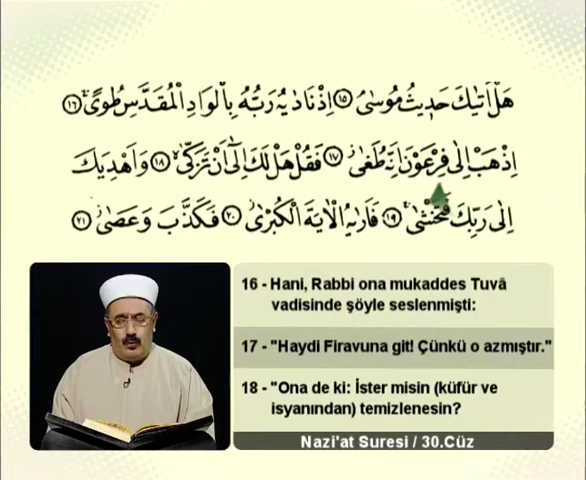 هَلْ اَتٰيكَ حَدٖيثُ مُوسٰىۘ ﴿١٥﴾ اِذْ نَادٰيهُ رَبُّهُ بِالْوَادِ الْمُقَدَّسِ طُوًىۚ ﴿١٦﴾
اِذْهَبْ اِلٰى فِرْعَوْنَ اِنَّهُ طَغٰىۘ ﴿١٧﴾ فَقُلْ هَلْ لَكَ اِلٰٓى اَنْ تَزَكّٰىۙ ﴿١٨﴾ وَاَهْدِيَكَ
اِلٰى رَبِّكَ فَتَخْشٰىۚ ﴿١٩﴾ فَاَرٰيهُ الْاٰيَةَ الْكُبْرٰىۘ ﴿٢٠﴾ فَكَذَّبَ وَعَصٰىۘ ﴿٢١﴾
16 - Hani, Rabbi ona mukaddes Tuvâ
vadisinde şöyle seslenmişti:
17 - "Haydi Firavuna git! Çünkü o azmıştır."
18 - "Ona de ki: İster misin (küfür ve
isyanından) temizlenesin?
Nazi'at Suresi / 30.Cüz